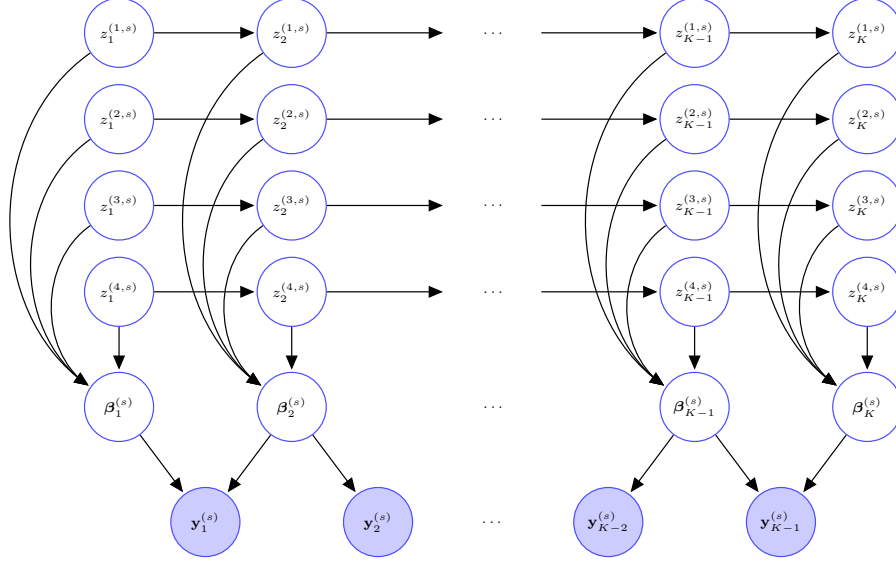 z_1^{(1,s)} z_2^{(1,s)} ... z_{K-1}^{(1,s)} z_K^{(1,s)}
z_1^{(2,s)} z_2^{(2,s)} ... z_{K-1}^{(2,s)} z_K^{(2,s)}
z_1^{(3,s)} z_2^{(3,s)} ... z_{K-1}^{(3,s)} z_K^{(3,s)}
z_1^{(4,s)} z_2^{(4,s)} ... z_{K-1}^{(4,s)} z_K^{(4,s)}
β_1^{(s)} β_2^{(s)} ... β_{K-1}^{(s)} β_K^{(s)}
y_1^{(s)} y_2^{(s)} ... y_{K-2}^{(s)} y_{K-1}^{(s)}